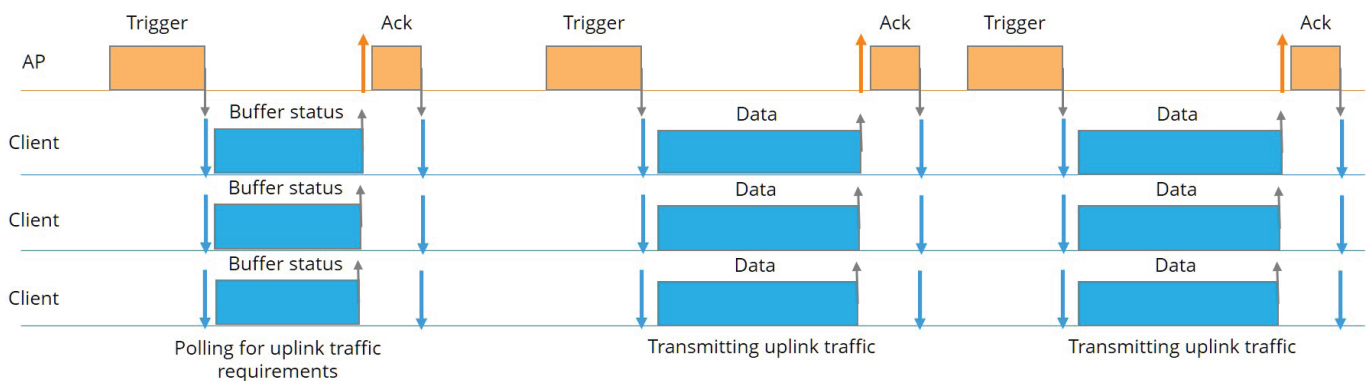 Trigger
Ack
Trigger
Ack
Trigger
Ack
AP
Buffer status
Data
Data
Client
Buffer status
Data
Data
Client
Buffer status
Data
Data
Client
Polling for uplink traffic
requirements
Transmitting uplink traffic
Transmitting uplink traffic